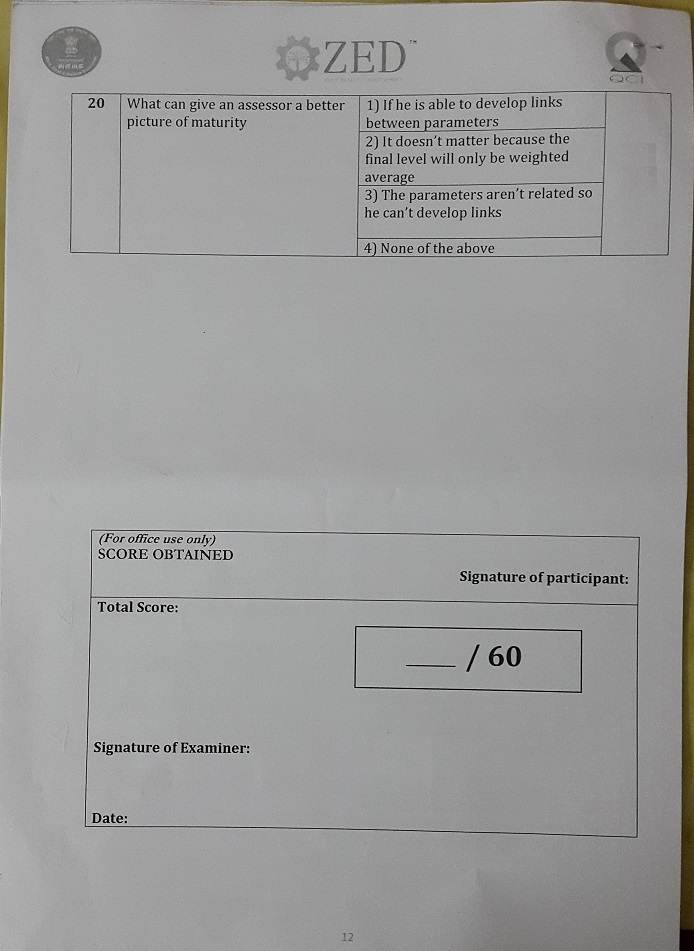 ZED™
QCI
20
What can give an assessor a better
picture of maturity
1) If he is able to develop links
between parameters
2) It doesn't matter because the
final level will only be weighted
average
3) The parameters aren't related so
he can't develop links
4) None of the above
(For office use only)
SCORE OBTAINED
Signature of participant:
Total Score:
___ / 60
Signature of Examiner:
Date:
12